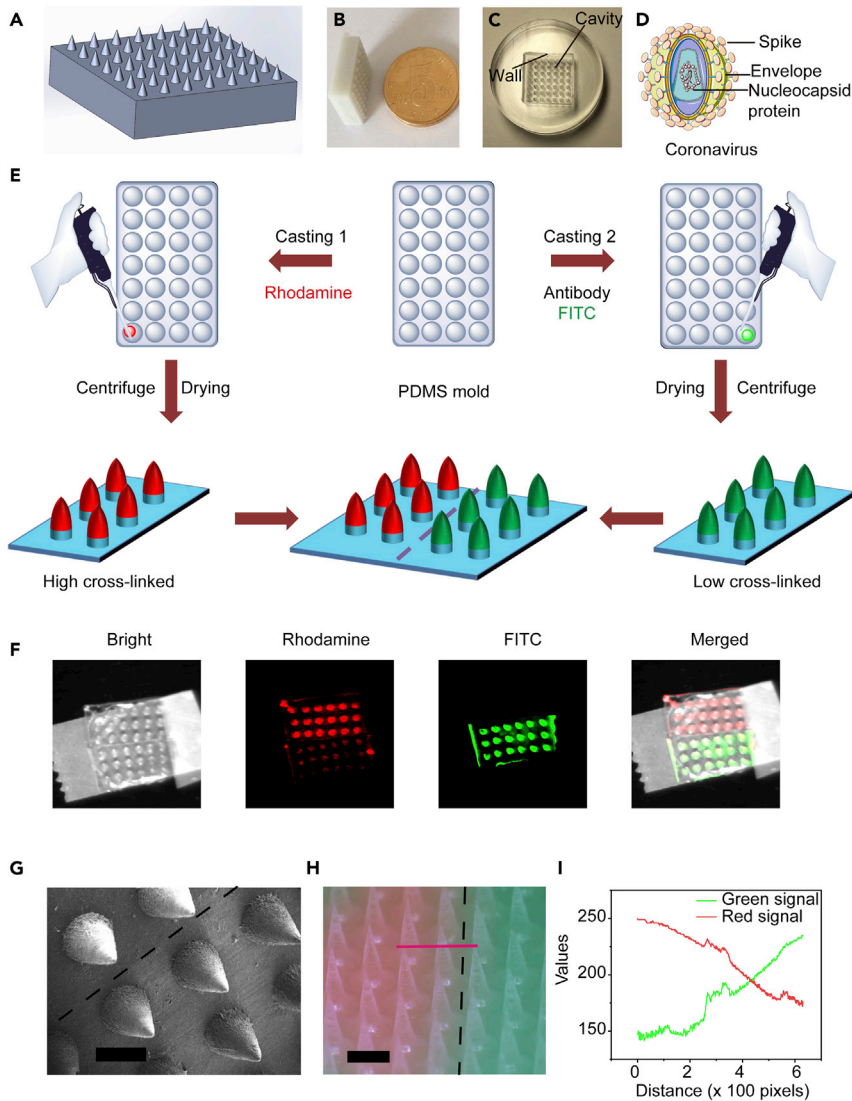 A
B
C
Cavity
Wall
D
Spike
Envelope
Nucleocapsid
protein
Coronavirus
E
Casting 1
Rhodamine
Casting 2
Antibody
FITC
Centrifuge
Drying
PDMS mold
Drying
Centrifuge
High cross-linked
Low cross-linked
F
Bright
Rhodamine
FITC
Merged
G
H
I
Green signal
Red signal
Values
250
200
150
0
2
4
6
Distance (x 100 pixels)